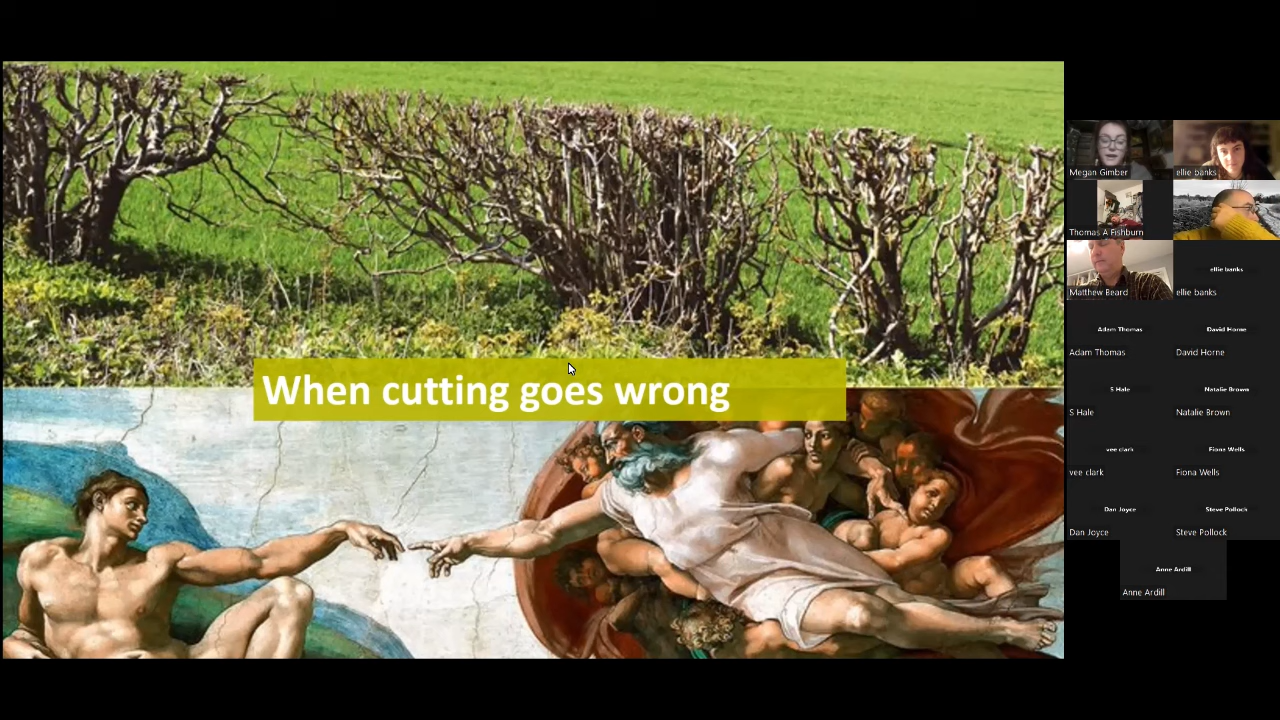 When cutting goes wrong
Megan Gimber
ellie banks
Thomas A Fishburn
Matthew Beard
ellie banks
ellie banks
Adam Thomas
David Horne
Adam Thomas
David Horne
S Hale
Natalie Brown
S Hale
Natalie Brown
vee clark
Fiona Wells
vee clark
Fiona Wells
Dan Joyce
Steve Pollock
Dan Joyce
Steve Pollock
Anne Ardill
Anne Ardill